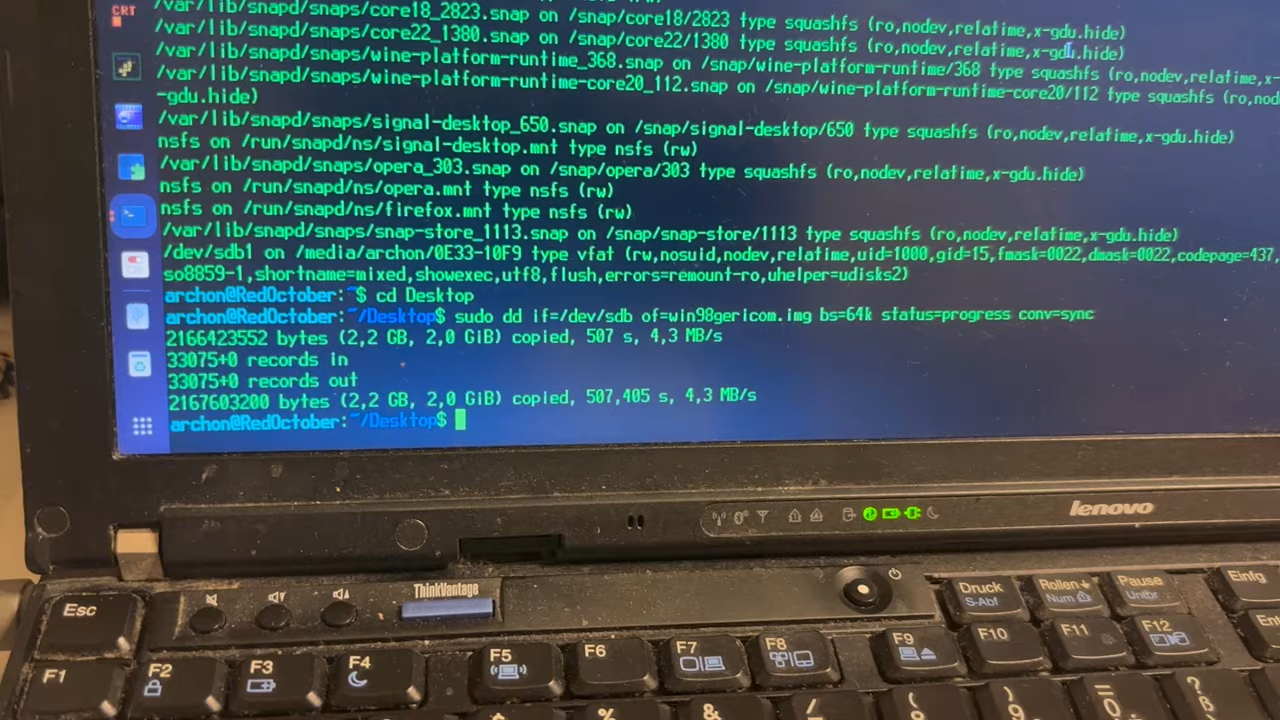 CRT
/var/lib/snapd/snaps/core18_2823.snap on /snap/core18/2823 type squashfs (ro,nodev,relatime,x-gdu.hide)
/var/lib/snapd/snaps/core22_1380.snap on /snap/core22/1380 type squashfs (ro,nodev,relatime,x-gdu.hide)
/var/lib/snapd/snaps/wine-platform-runtime_368.snap on /snap/wine-platform-runtime/368 type squashfs (ro,nodev,relatime,x-
/var/lib/snapd/snaps/wine-platform-runtime-core20_112.snap on /snap/wine-platform-runtime-core20/112 type squashfs (ro,nod
-gdu.hide)
/var/lib/snapd/snaps/signal-desktop_650.snap on /snap/signal-desktop/650 type squashfs (ro,nodev,relatime,x-gdu.hide)
nsfs on /run/snapd/ns/signal-desktop.mnt type nsfs (rw)
/var/lib/snapd/snaps/opera_303.snap on /snap/opera/303 type squashfs (ro,nodev,relatime,x-gdu.hide)
nsfs on /run/snapd/ns/opera.mnt type nsfs (rw)
nsfs on /run/snapd/ns/firefox.mnt type nsfs (rw)
/var/lib/snapd/snaps/snap-store_1113.snap on /snap/snap-store/1113 type squashfs (ro,nodev,relatime,x-gdu.hide)
/dev/sdb1 on /media/archon/0E33-10F9 type vfat (rw,nosuid,nodev,relatime,uid=1000,gid=15,fmask=0022,dmask=0022,codepage=437,
so8859-1,shortname=mixed,showexec,utf8,flush,errors=remount-ro,uhelper=udisks2)
archon@RedOctober:~$ cd Desktop
archon@RedOctober:~/Desktop$ sudo dd if=/dev/sdb of=win98gericom.img bs=64k status=progress conv=sync
2166423552 bytes (2,2 GB, 2,0 GiB) copied, 507 s, 4,3 MB/s
33075+0 records in
33075+0 records out
2167603200 bytes (2,2 GB, 2,0 GiB) copied, 507,405 s, 4,3 MB/s
archon@RedOctober:~/Desktop$
lenovo
ThinkVantage
Esc
Druck
S-Abf
Rollen
Num
Pause
Untbr
Einfg
F1 F2 F3 F4 F5 F6 F7 F8 F9 F10 F11 F12
% & / ( ) = ?
0 ß